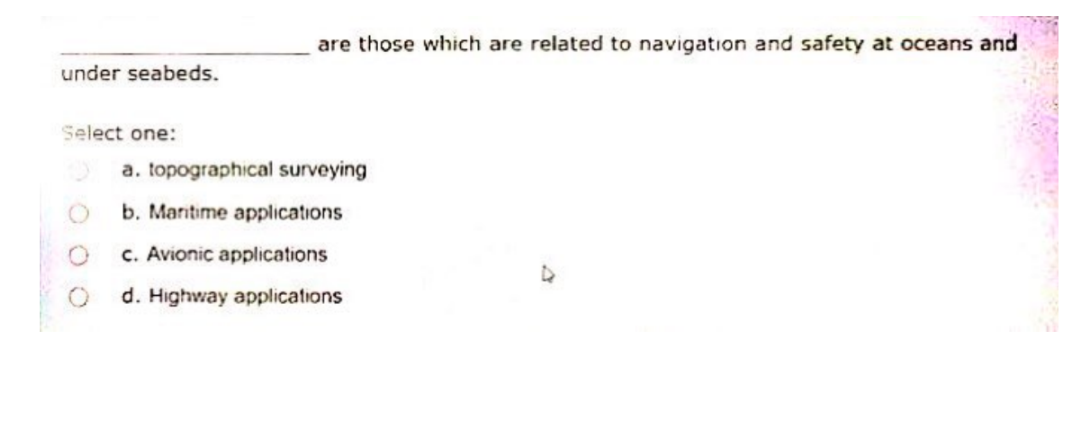 ____________________ are those which are related to navigation and safety at oceans and
under seabeds.
Select one:
a. topographical surveying
b. Maritime applications
c. Avionic applications
d. Highway applications